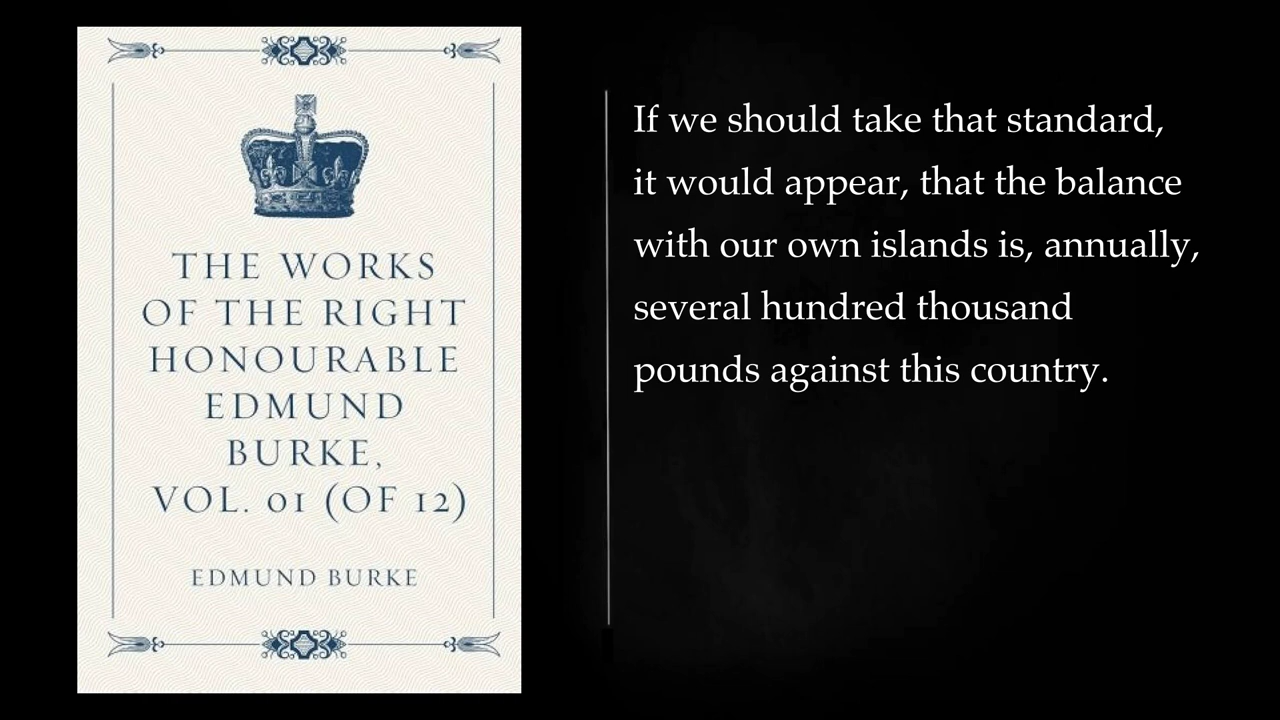 THE WORKS
OF THE RIGHT
HONOURABLE
EDMUND
BURKE,
VOL. 01 (OF 12)
EDMUND BURKE
If we should take that standard,
it would appear, that the balance
with our own islands is, annually,
several hundred thousand
pounds against this country.